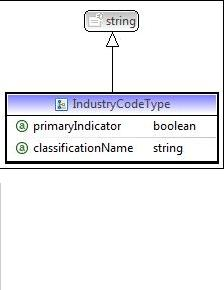 string
IndustryCodeType
primaryIndicator boolean
classificationName string